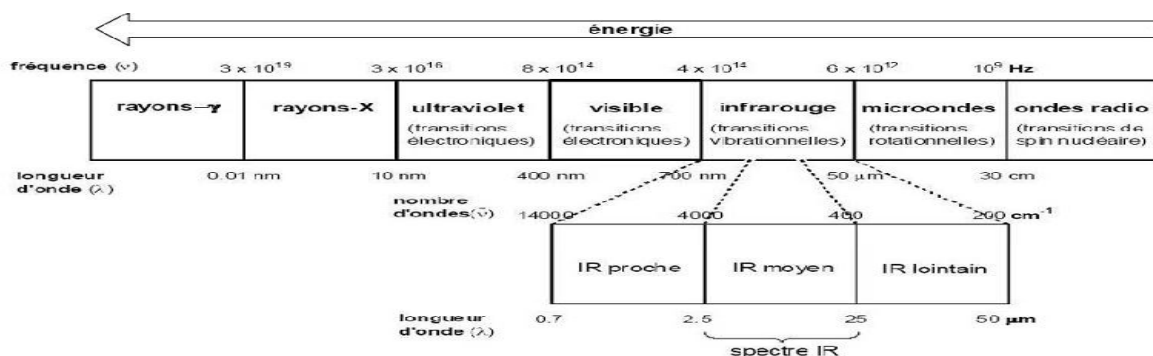 énergie
fréquence (ν) 3 x 10¹⁹ 3 x 10¹⁶ 8 x 10¹⁴ 4 x 10¹⁴ 6 x 10¹² 10⁹ Hz
rayons–γ rayons-X ultraviolet visible infrarouge microondes ondes radio
(transitions (transitions (transitions (transitions (transitions de
électroniques) électroniques) vibrationnelles) rotationnelles) spin nucléaire)
longueur
d'onde (λ) 0.01 nm 10 nm 400 nm 700 nm 50 μm 30 cm
nombre
d'ondes(ν̄) 14000 4000 400 200 cm⁻¹
IR proche IR moyen IR lointain
longueur
d'onde (λ) 0.7 2.5 25 50 μm
spectre IR